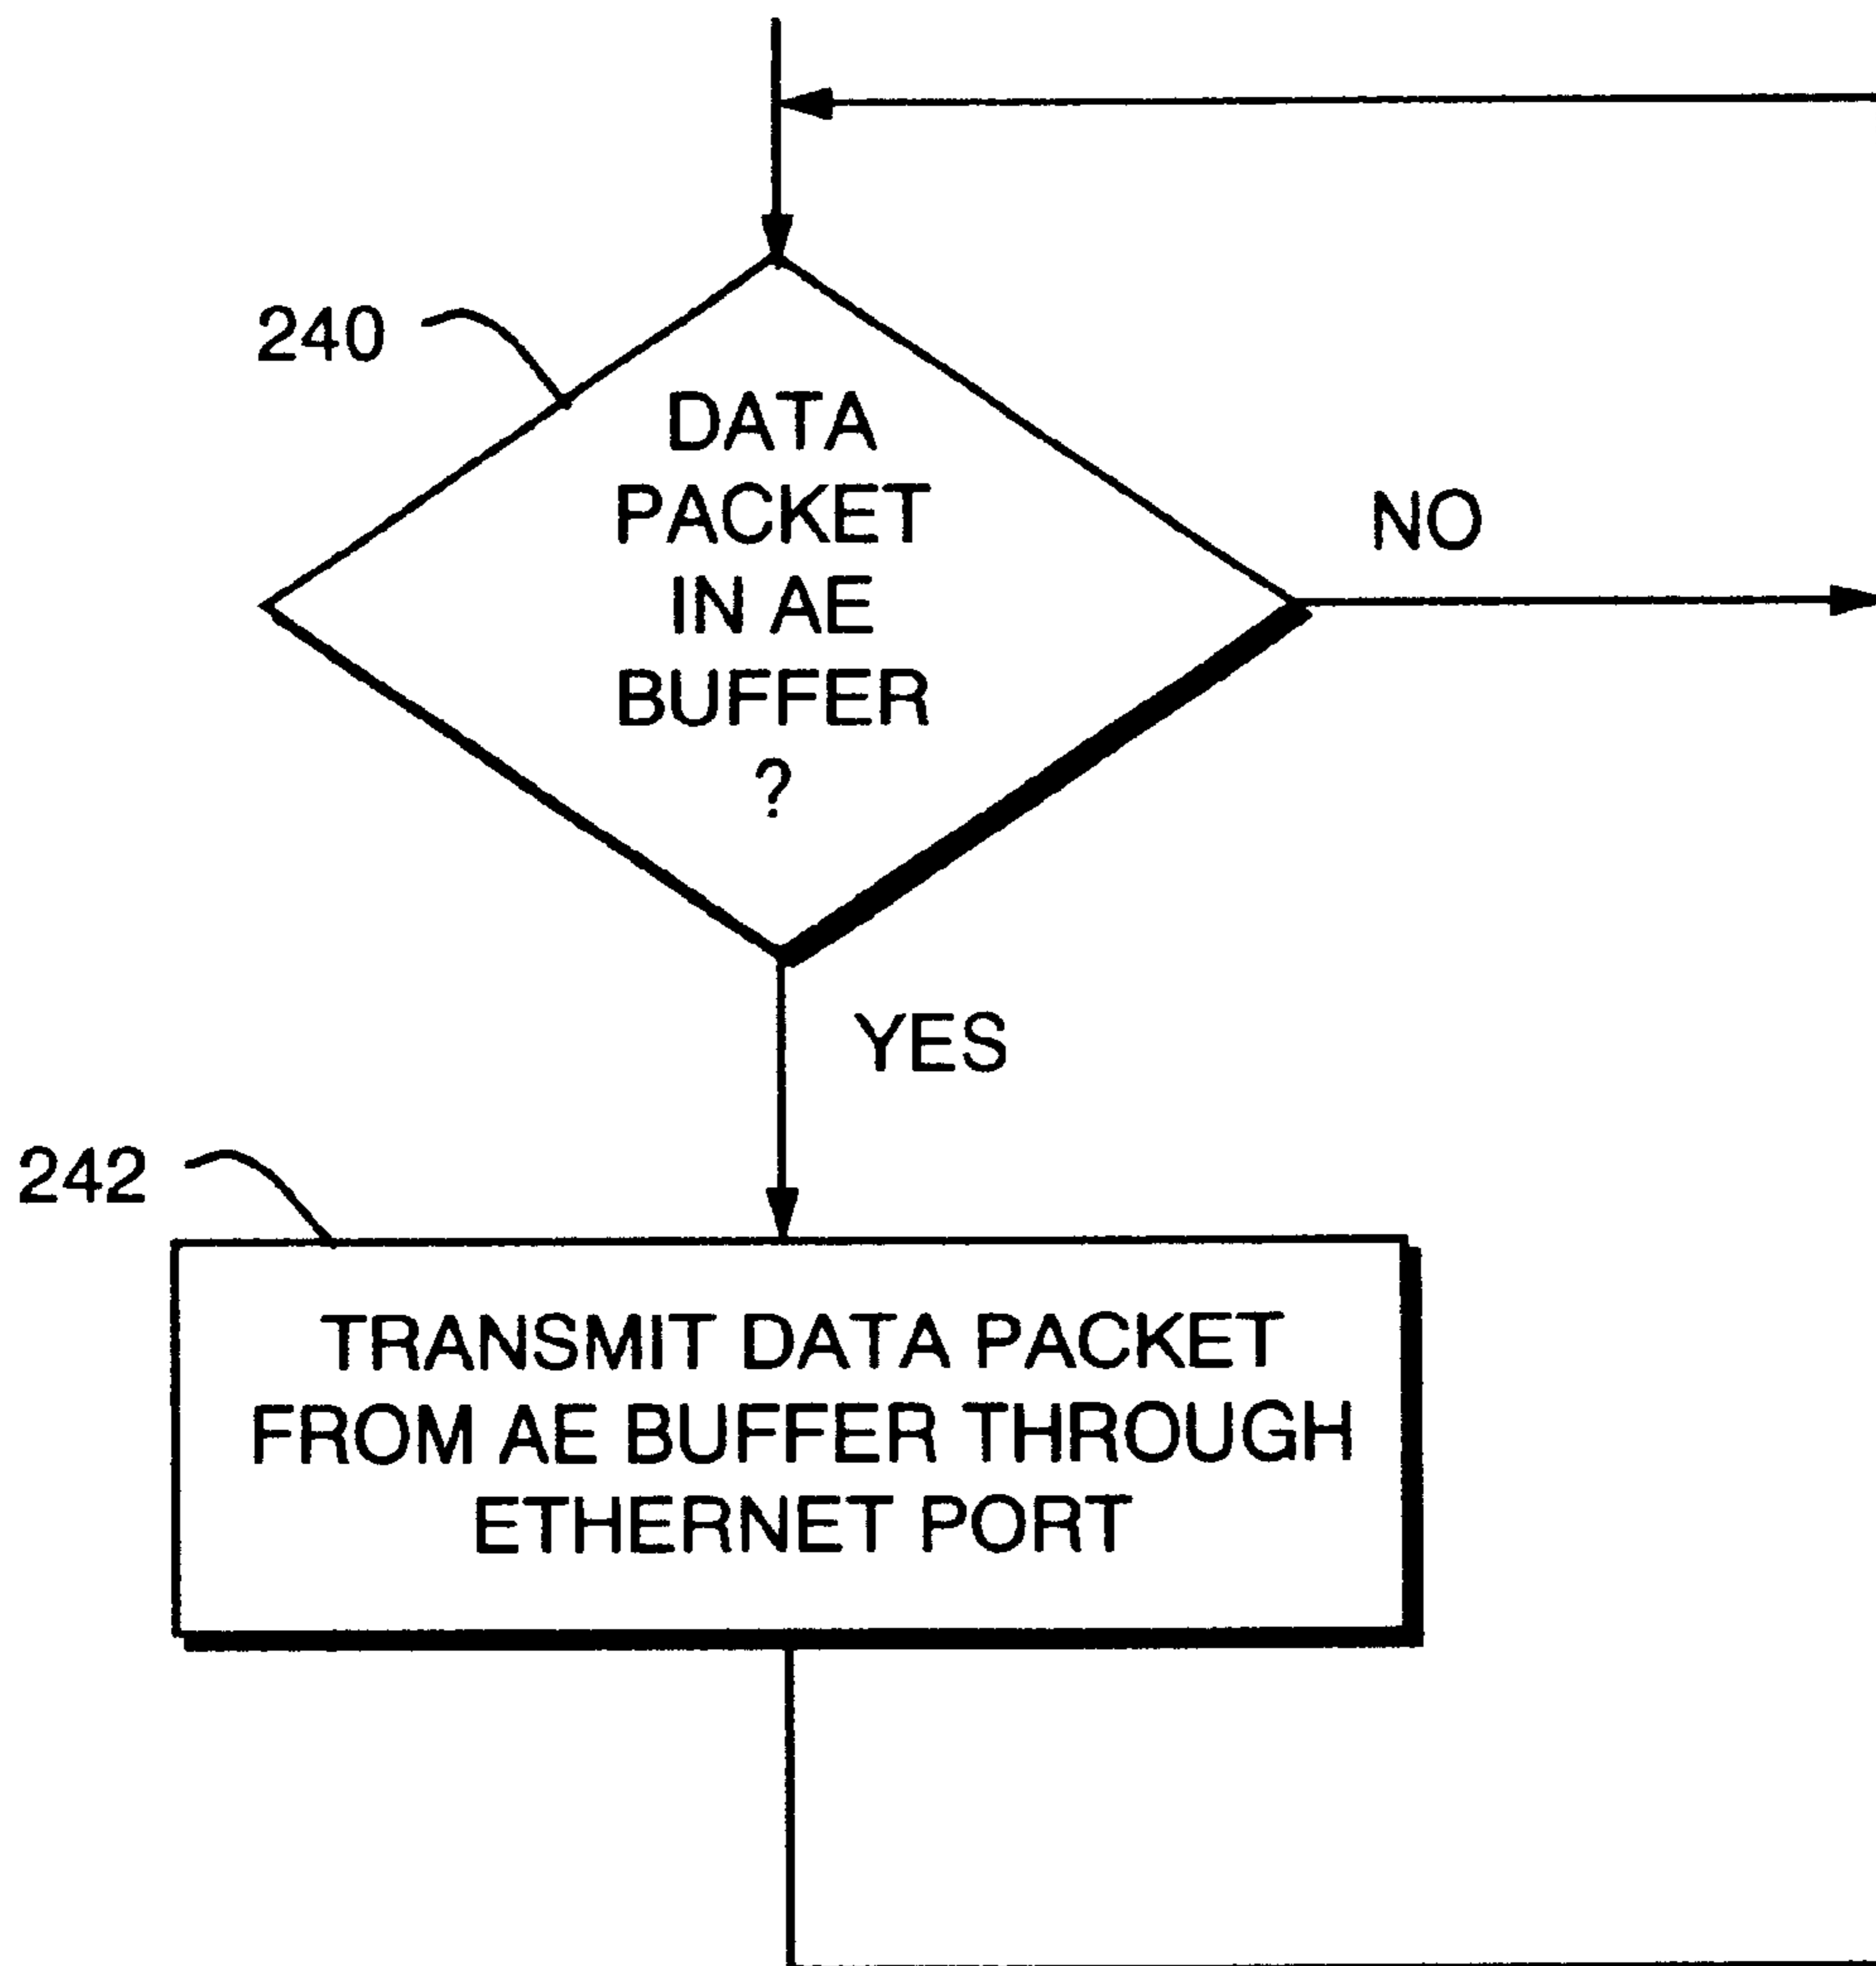 240
DATA
PACKET
IN AE
BUFFER
?
NO
YES
242
TRANSMIT DATA PACKET
FROM AE BUFFER THROUGH
ETHERNET PORT